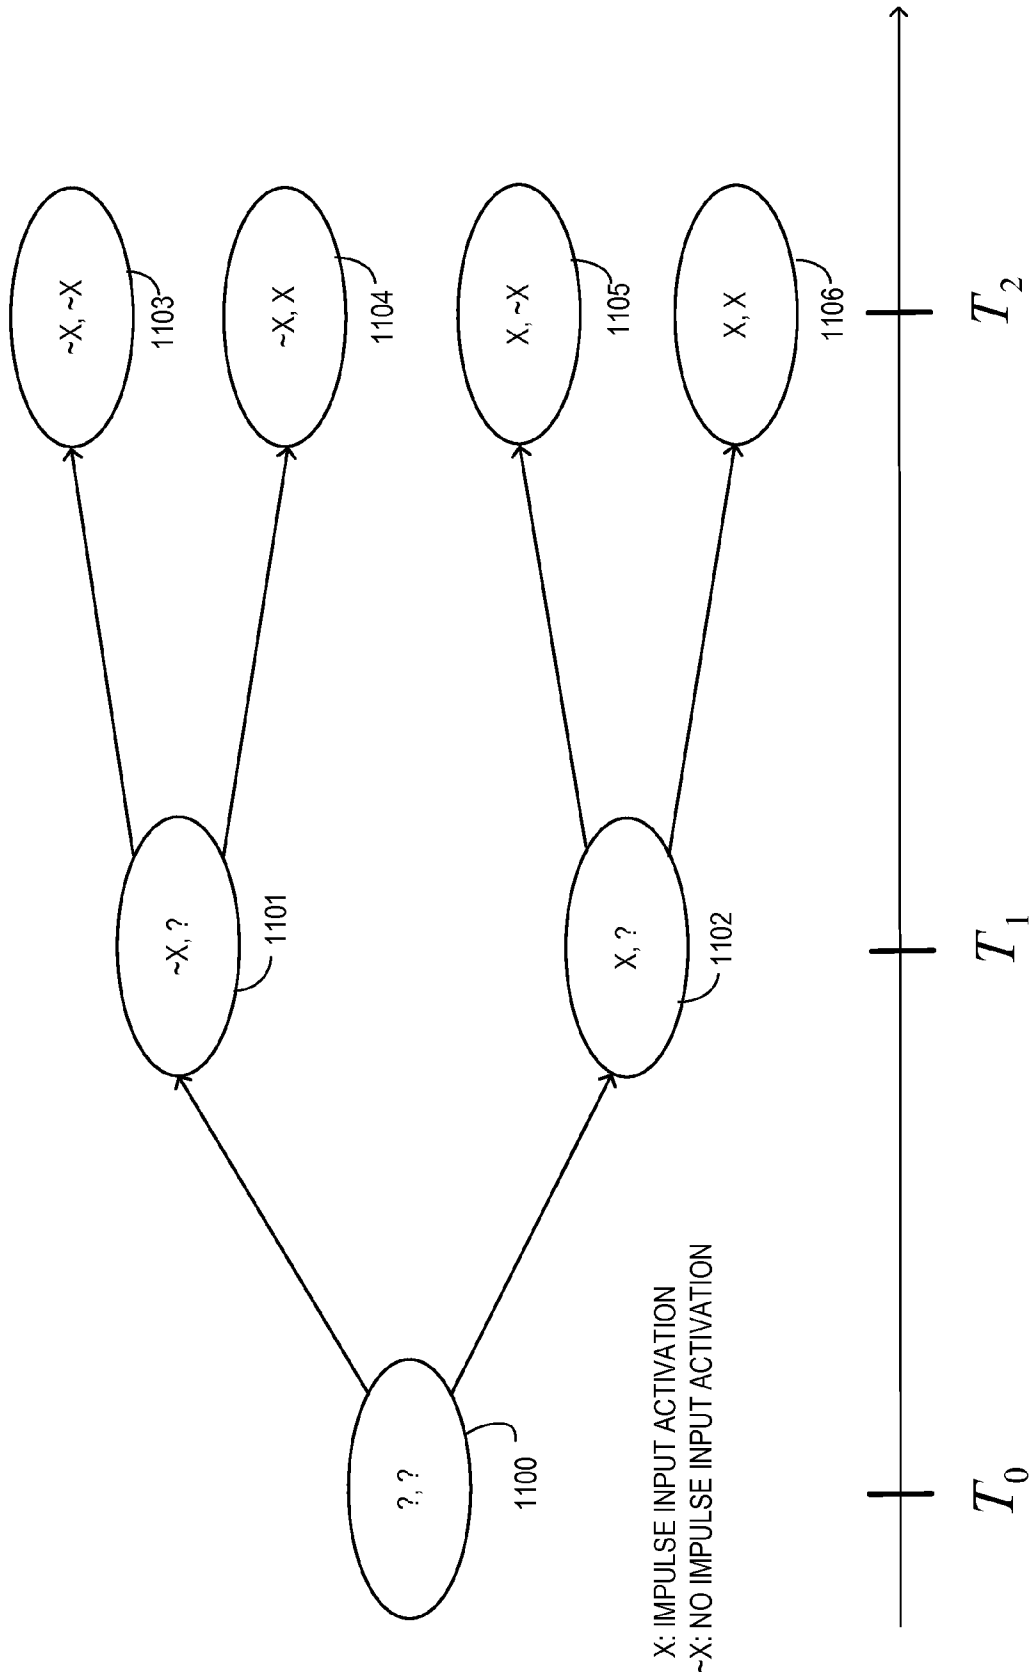 ~X, ~X
1103
~X, X
1104
X, ~X
1105
X, X
1106
~X, ?
1101
X, ?
1102
?, ?
1100
X: IMPULSE INPUT ACTIVATION
~X: NO IMPULSE INPUT ACTIVATION
T0
T1
T2